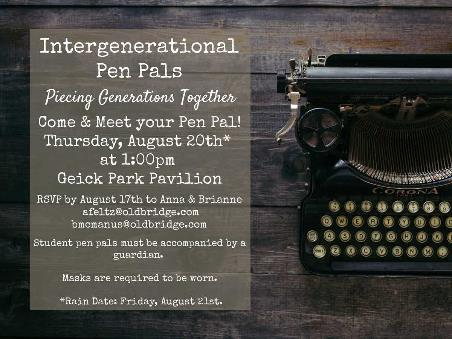 Intergenerational
Pen Pals
Piecing Generations Together
Come & Meet your Pen Pal!
Thursday, August 20th*
at 1:00pm
Geick Park Pavilion
RSVP by August 17th to Anna & Brianne
afeltz@oldbridge.com
bmcmanus@oldbridge.com
Student pen pals must be accompanied by a
guardian.
Masks are required to be worn.
*Rain Date: Friday, August 21st.
CORONA